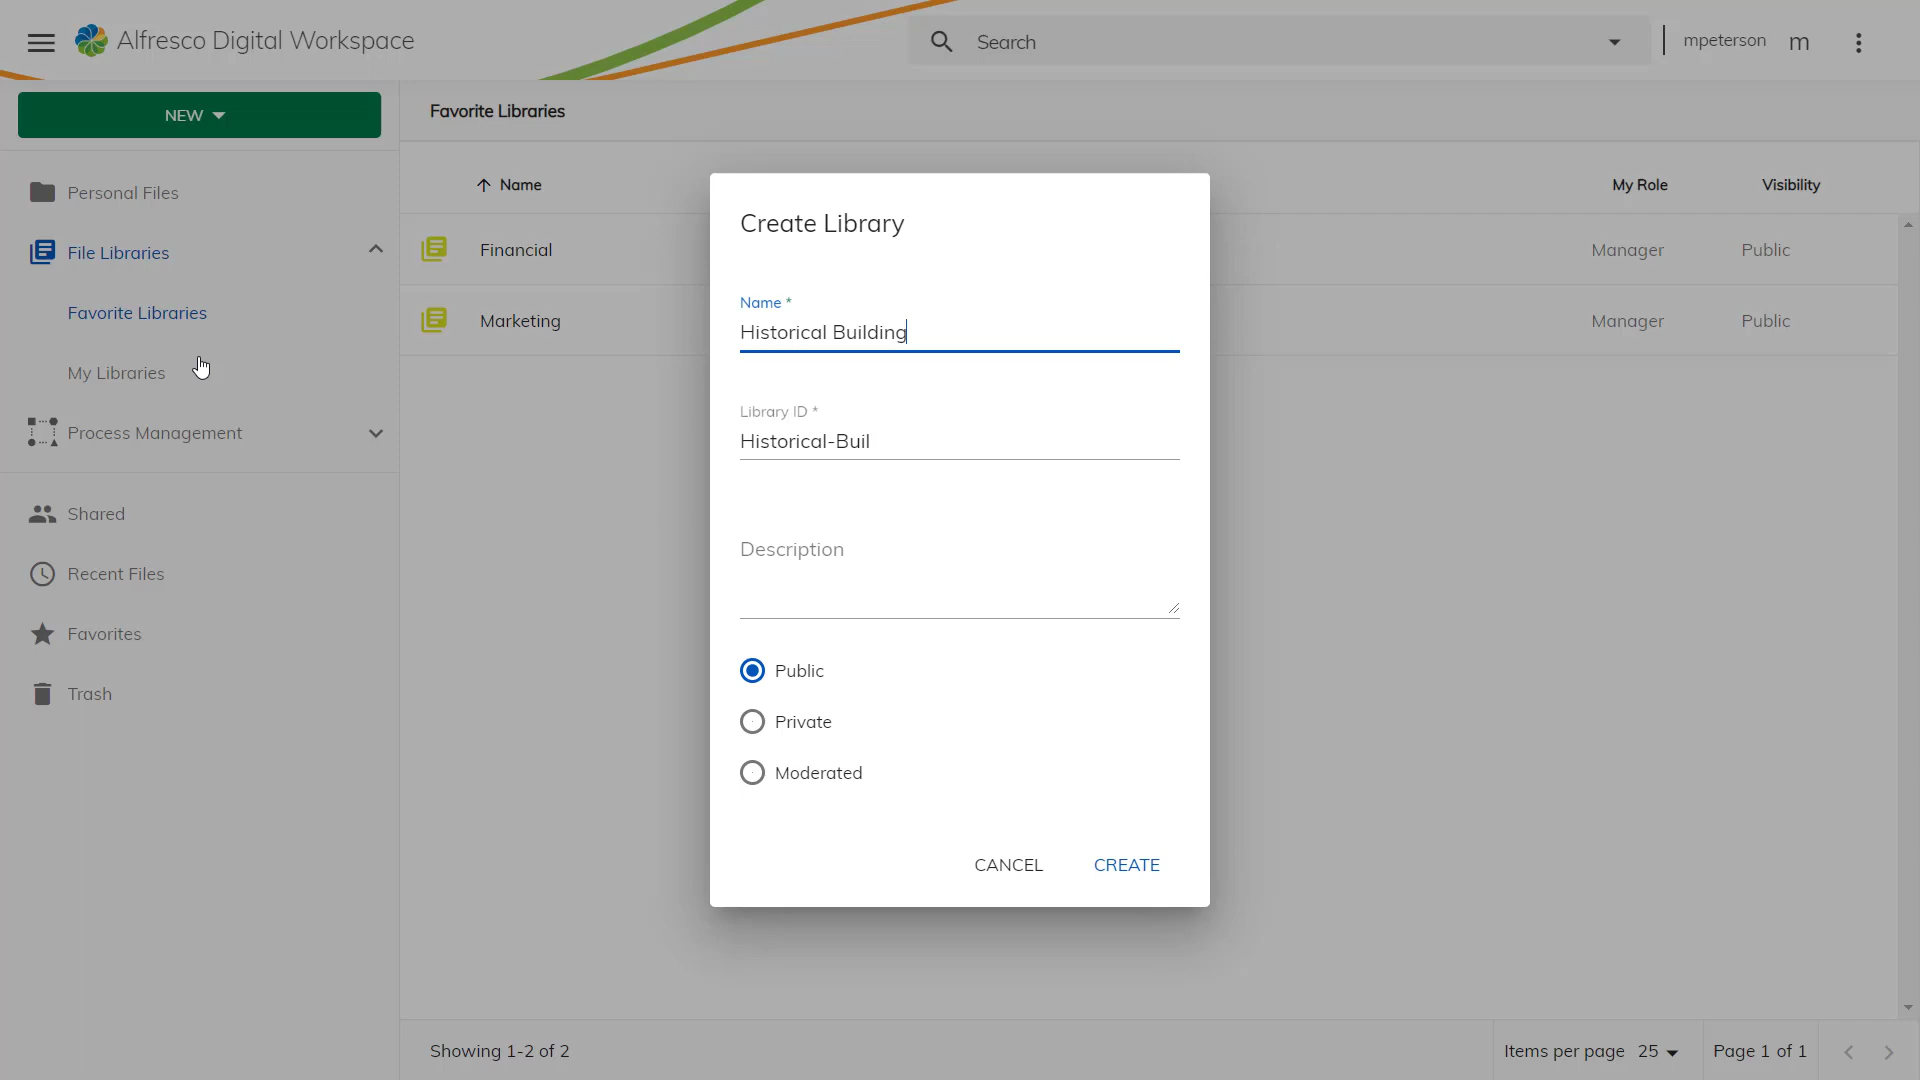 Alfresco Digital Workspace
Search
mpeterson m
NEW
Favorite Libraries
Personal Files
File Libraries
Favorite Libraries
My Libraries
Process Management
Shared
Recent Files
Favorites
Trash
Name My Role Visibility
Financial Manager Public
Marketing Manager Public
Create Library
Name *
Historical Building
Library ID *
Historical-Buil
Description
Public
Private
Moderated
CANCEL CREATE
Showing 1-2 of 2 Items per page 25 Page 1 of 1